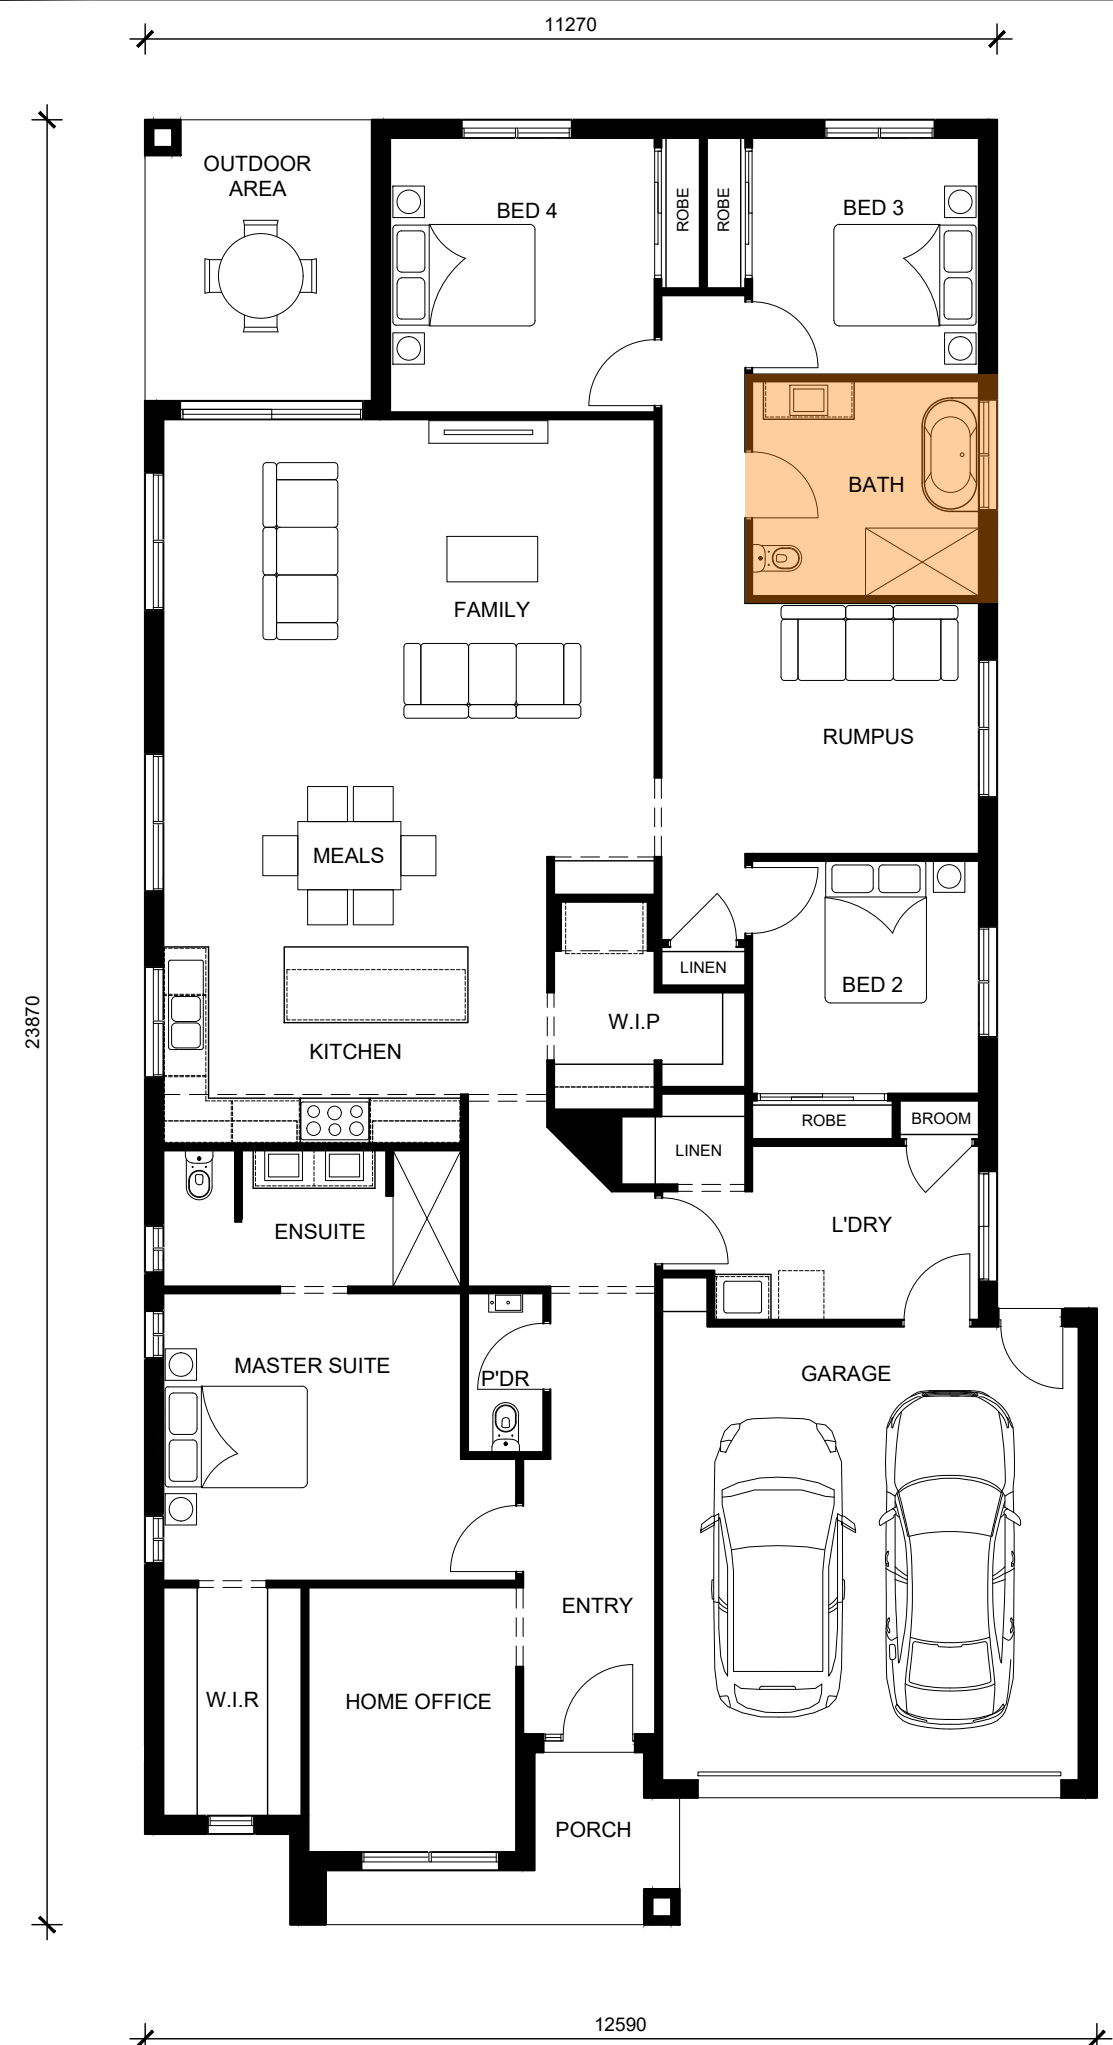 11270
OUTDOOR
AREA
BED 4
ROBE
ROBE
BED 3
BATH
FAMILY
RUMPUS
MEALS
LINEN
BED 2
W.I.P
KITCHEN
23870
ROBE
BROOM
LINEN
ENSUITE
L'DRY
MASTER SUITE
P'DR
GARAGE
ENTRY
W.I.R
HOME OFFICE
PORCH
12590